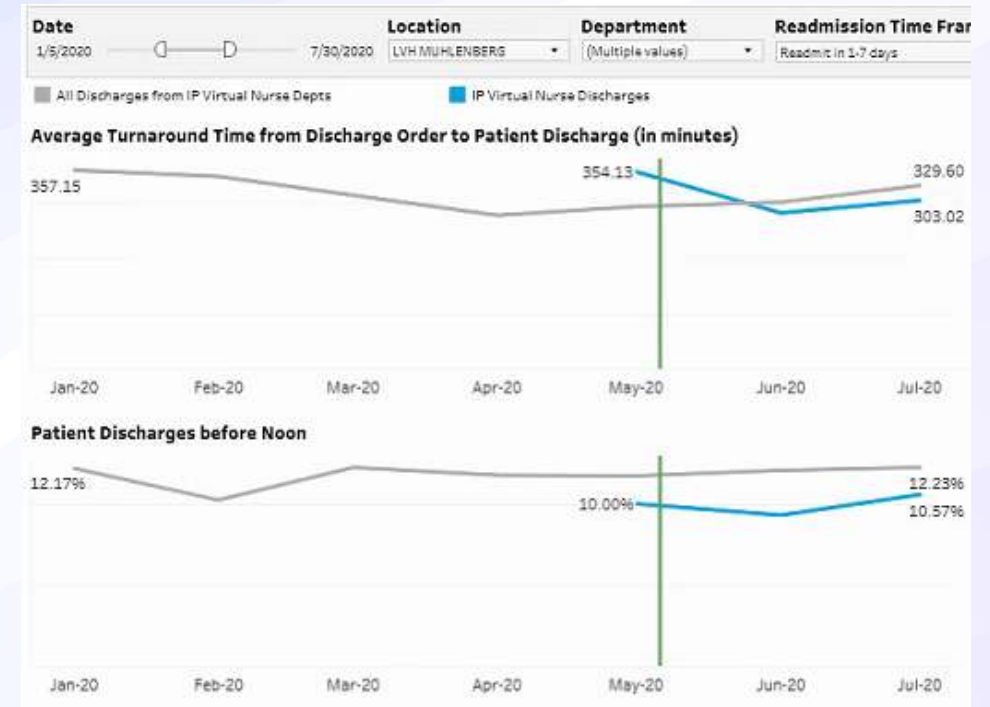 Date Location Department Readmission Time Fran
1/5/2020 7/30/2020 LVH MUHLENBERG (Multiple values) Readmit in 1-7 days
All Discharges from IP Virtual Nurse Depts IP Virtual Nurse Discharges
Average Turnaround Time from Discharge Order to Patient Discharge (in minutes)
357.15 354.13 329.60
303.02
Jan-20 Feb-20 Mar-20 Apr-20 May-20 Jun-20 Jul-20
Patient Discharges before Noon
12.17% 10.00% 12.23%
10.57%
Jan-20 Feb-20 Mar-20 Apr-20 May-20 Jun-20 Jul-20